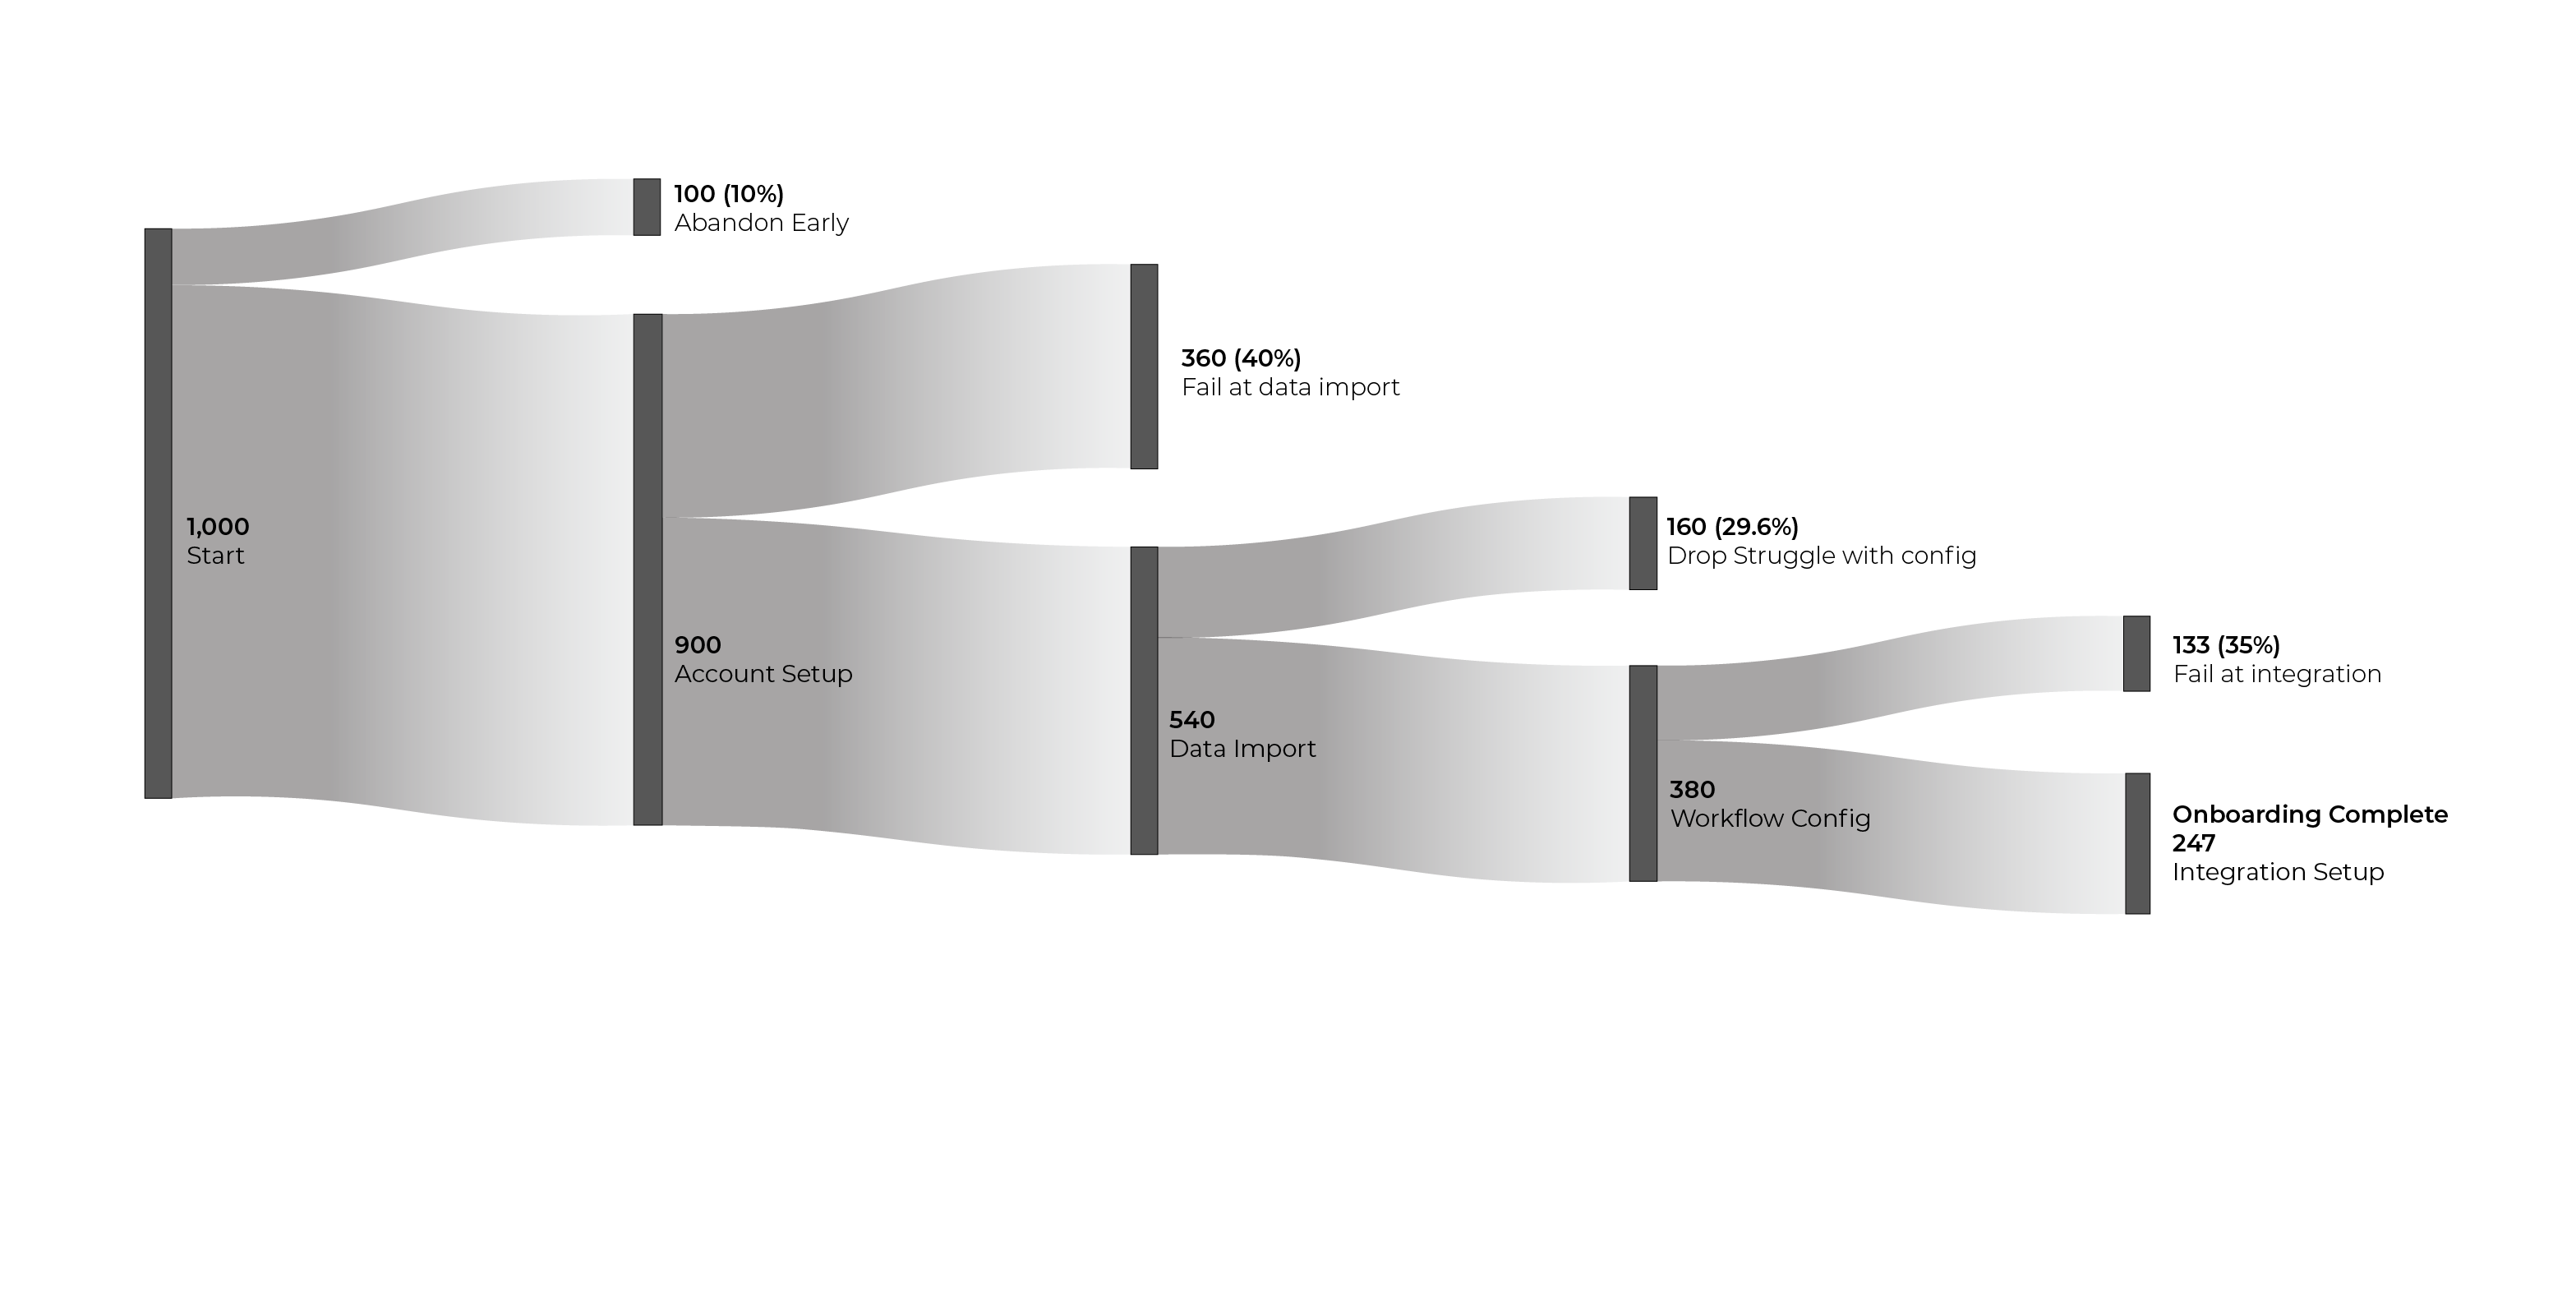 100 (10%)
Abandon Early
360 (40%)
Fail at data import
1,000
Start
160 (29.6%)
Drop Struggle with config
900
Account Setup
133 (35%)
Fail at integration
540
Data Import
380
Workflow Config
Onboarding Complete
247
Integration Setup